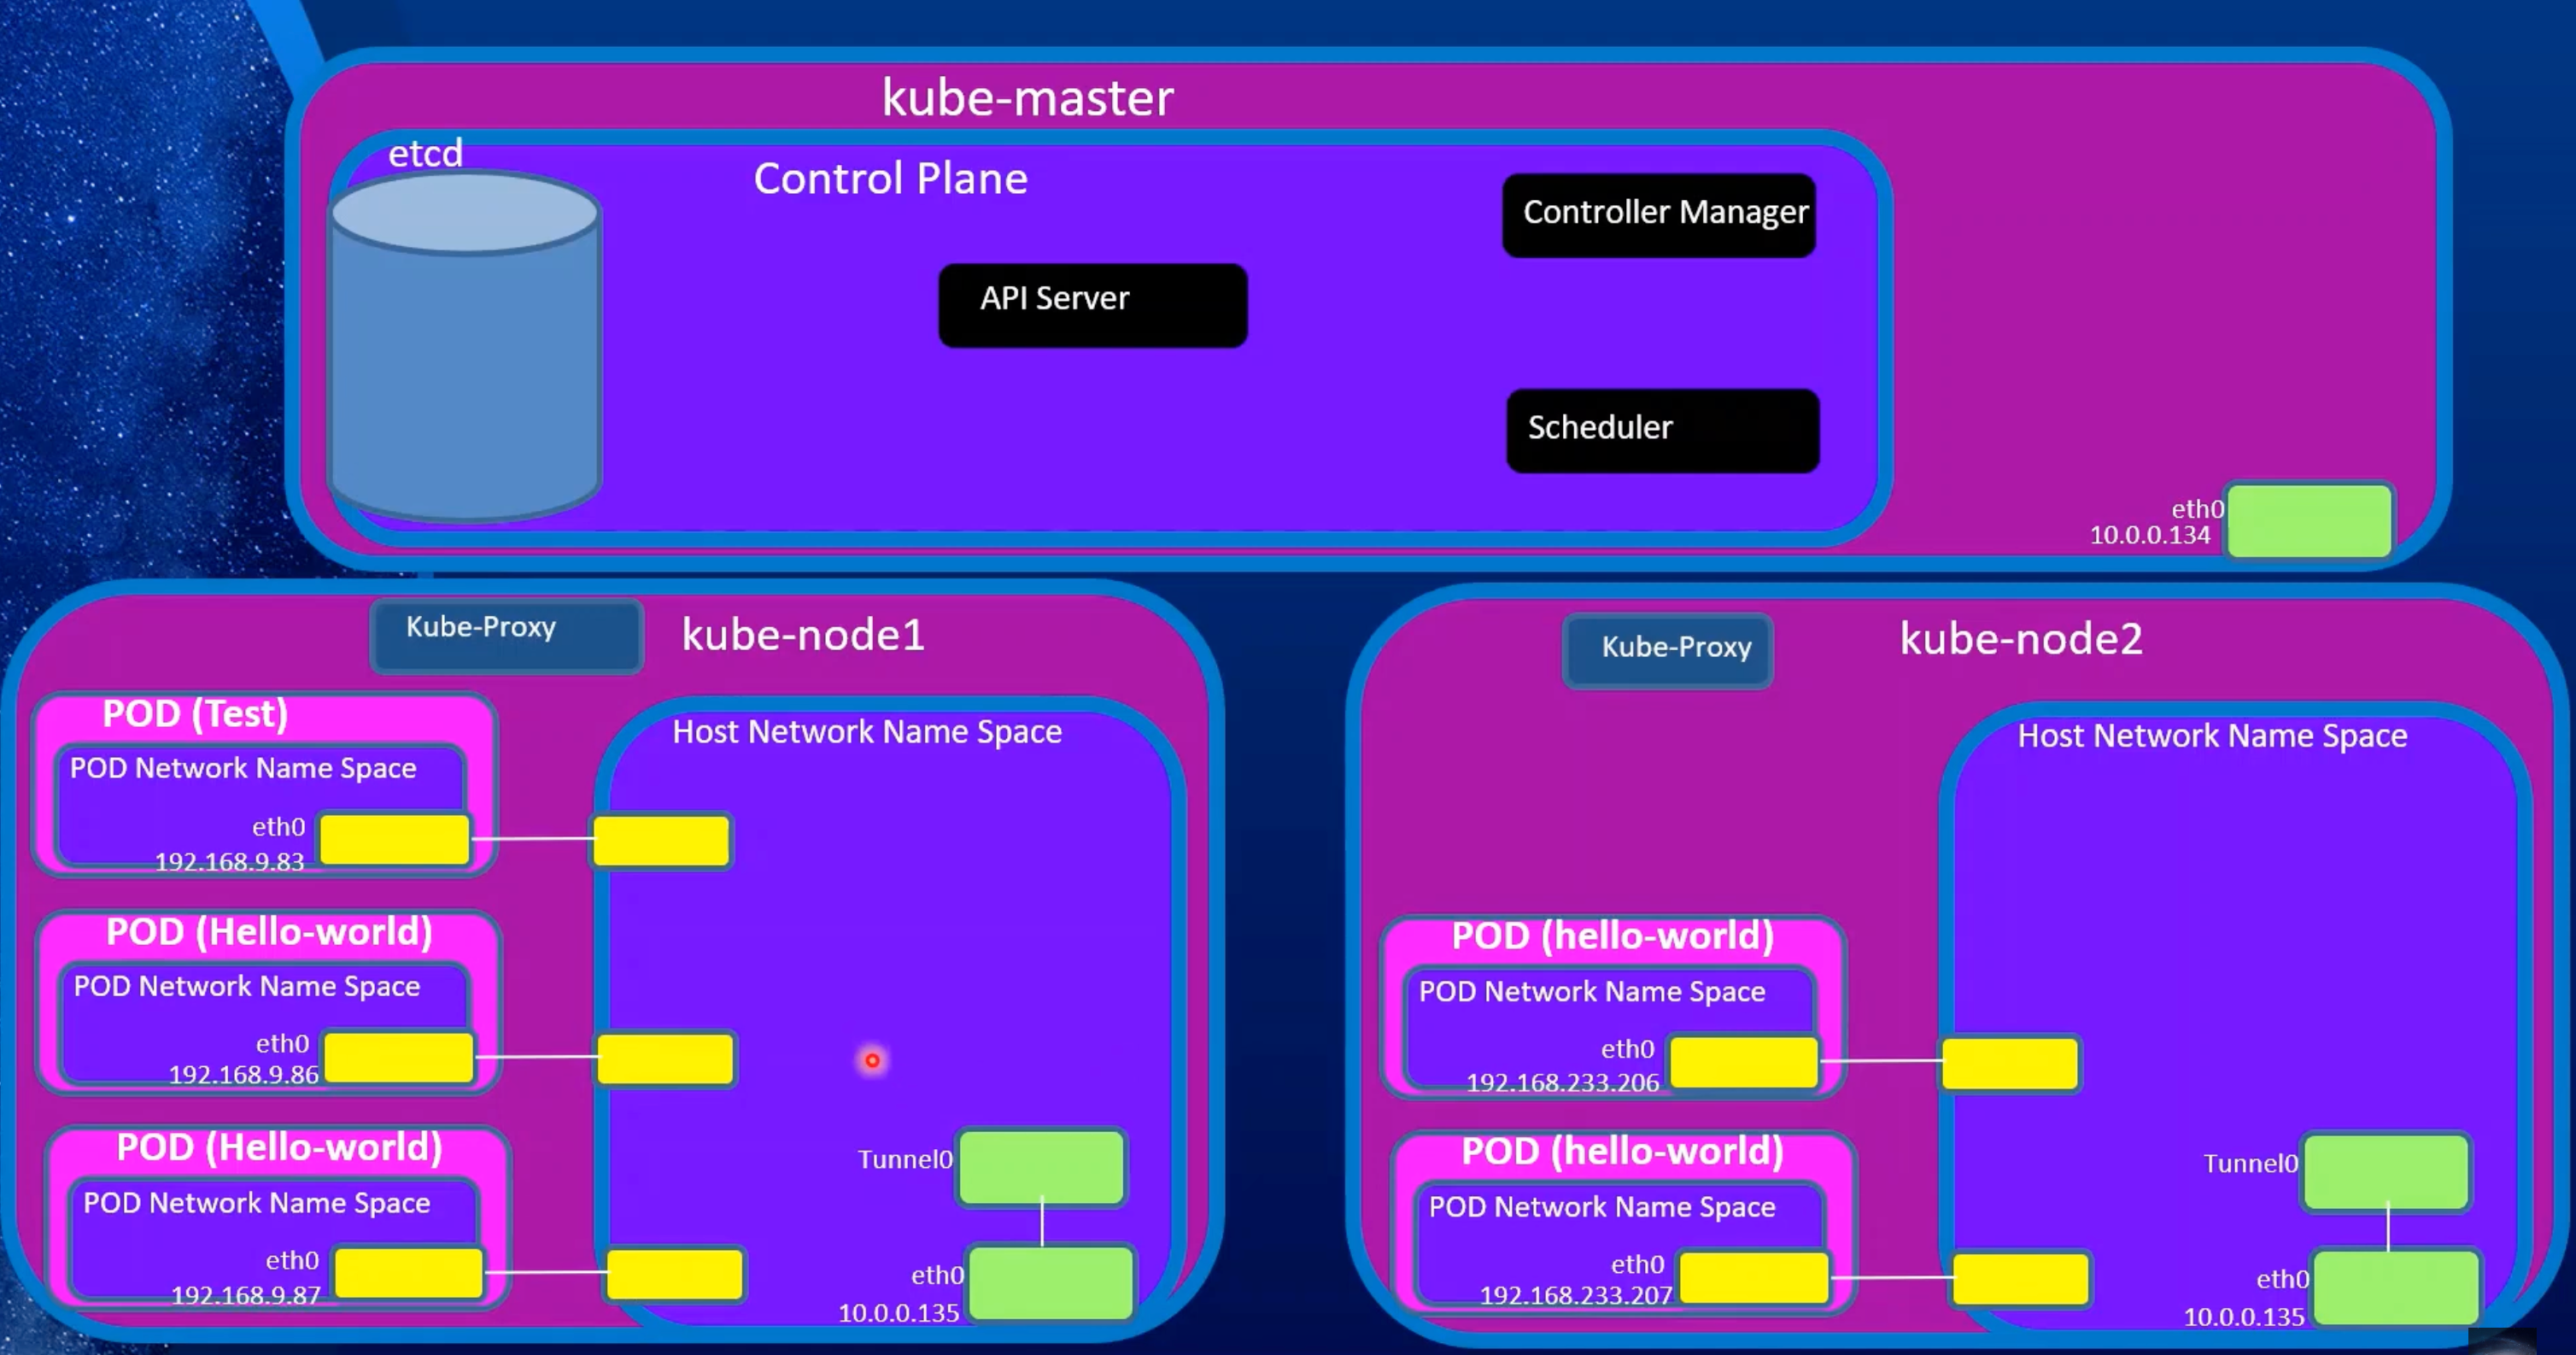 kube-master
etcd
Control Plane
Controller Manager
API Server
Scheduler
eth0
10.0.0.134
Kube-Proxy
kube-node1
POD (Test)
POD Network Name Space
eth0
192.168.9.83
Host Network Name Space
POD (Hello-world)
POD Network Name Space
eth0
192.168.9.86
POD (Hello-world)
POD Network Name Space
eth0
192.168.9.87
Tunnel0
eth0
10.0.0.135
Kube-Proxy
kube-node2
Host Network Name Space
POD (hello-world)
POD Network Name Space
eth0
192.168.233.206
POD (hello-world)
POD Network Name Space
eth0
192.168.233.207
Tunnel0
eth0
10.0.0.135